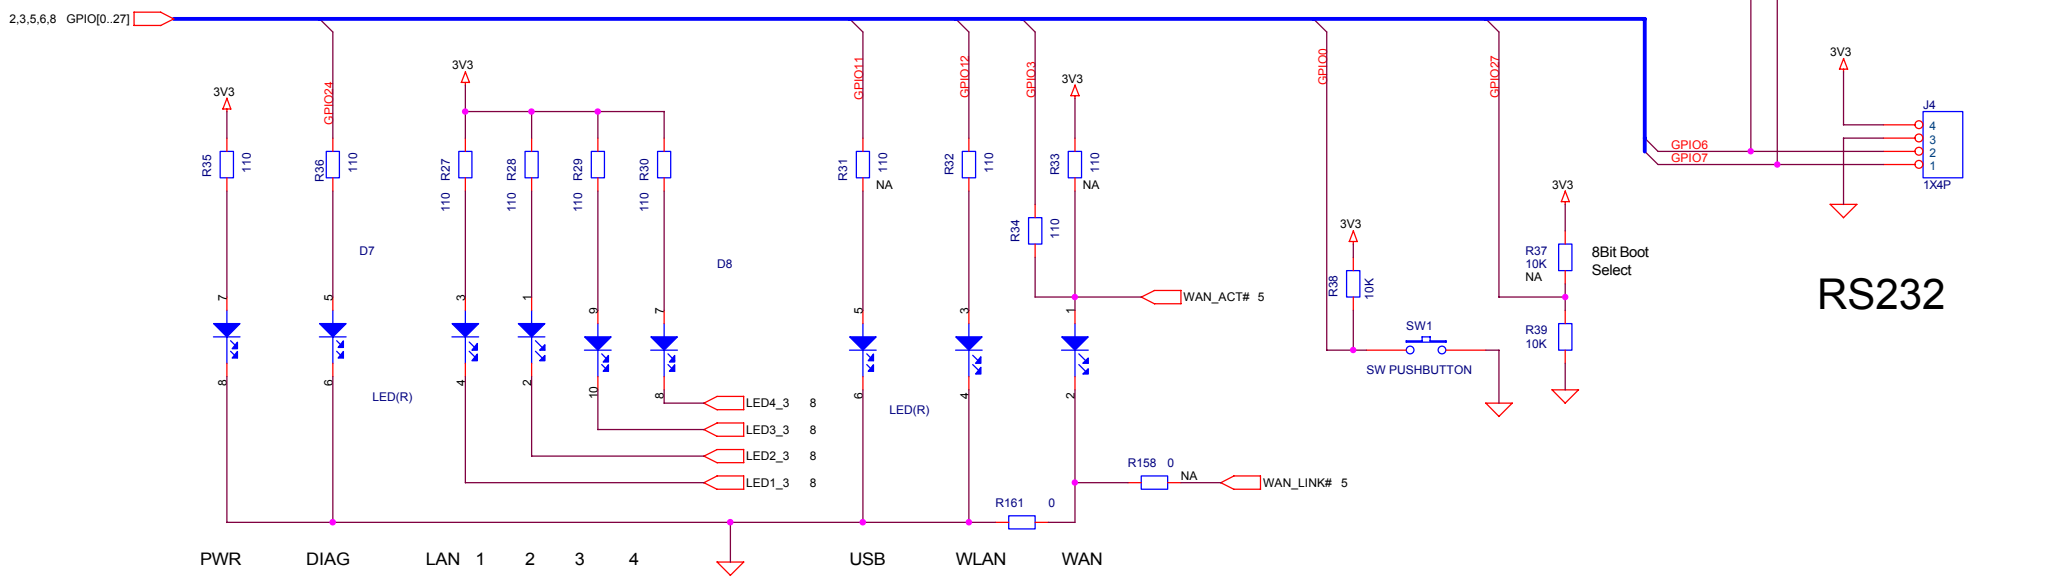 2,3,5,6,8 GPIO[0..27]
3V3
GPIO24
3V3
GPIO11
GPIO12
GPIO3
3V3
GPIO0
GPIO27
3V3
J4
4
3
2
1
1X4P
GPIO6
GPIO7
R35
110
R36
110
R27
110
R28
110
R29
110
R30
110
R31
110
NA
R32
110
R33
110
NA
R34
110
3V3
R38
10K
3V3
R37
10K
NA
8Bit Boot
Select
R39
10K
RS232
D7
D8
WAN_ACT# 5
SW1
SW PUSHBUTTON
7
8
5
6
3
4
1
2
9
10
7
8
5
6
3
4
1
2
LED(R)
LED(R)
LED4_3 8
LED3_3 8
LED2_3 8
LED1_3 8
R158 0
NA
WAN_LINK# 5
R161 0
PWR DIAG LAN 1 2 3 4 USB WLAN WAN